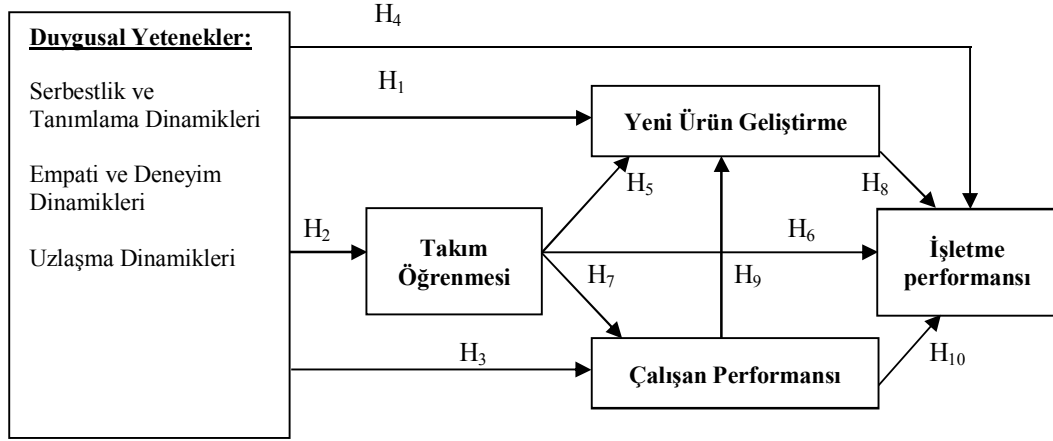 Duygusal Yetenekler:
Serbestlik ve
Tanımlama Dinamikleri
Empati ve Deneyim
Dinamikleri
Uzlaşma Dinamikleri
H4
H1
Yeni Ürün Geliştirme
H5
H8
H2
Takım
Öğrenmesi
H6
H7
H9
İşletme
performansı
H3
Çalışan Performansı
H10